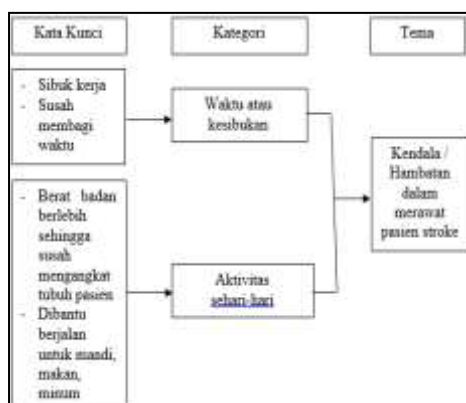 Kata Kunci
Kategori
Tema
- Sibuk kerja
- Susah
membagi
waktu
Waktu atau
kesibukan
Kendala /
Hambatan
dalam
merawat
pasien stroke
- Berat badan
berlebih
sehingga
susah
mengangkat
tubuh pasien
- Dibantu
berjalan
untuk mandi,
makan,
minum
Aktivitas
sehari-hari